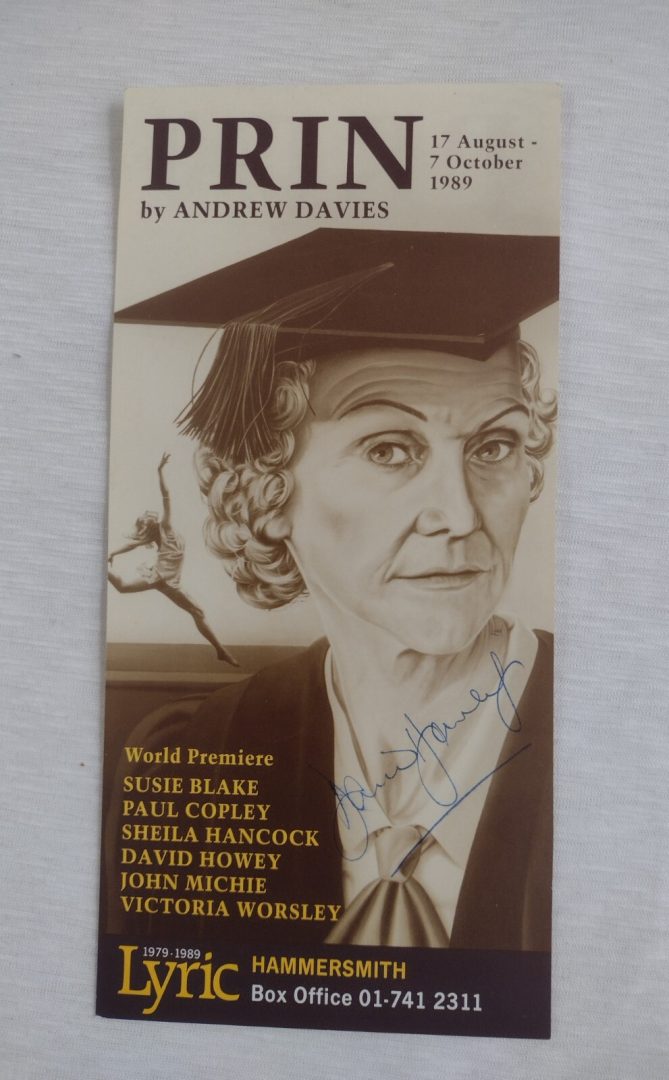 PRIN
17 August -
7 October
1989
by ANDREW DAVIES
World Premiere
SUSIE BLAKE
PAUL COPLEY
SHEILA HANCOCK
DAVID HOWEY
JOHN MICHIE
VICTORIA WORSLEY
1979·1989
Lyric
HAMMERSMITH
Box Office 01-741 2311